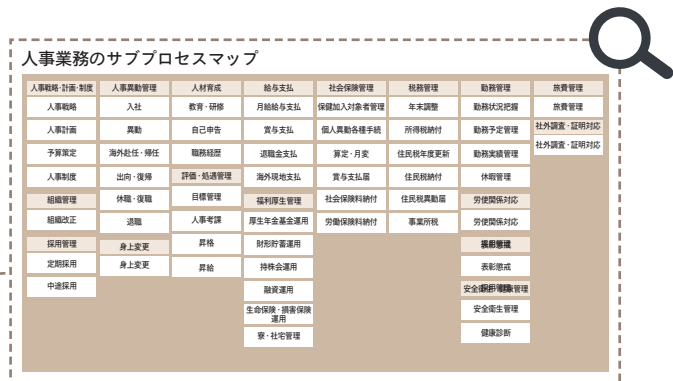 人事業務のサブプロセスマップ
人事戦略・計画・制度
人事戦略
人事計画
予算策定
人事制度
組織管理
組織改正
採用管理
定期採用
中途採用
人事異動管理
入社
異動
海外赴任・帰任
出向・復帰
休職・復職
退職
身上変更
身上変更
人材育成
教育・研修
自己申告
職務経歴
評価・処遇管理
目標管理
人事考課
昇格
昇給
給与支払
月給給与支払
賞与支払
退職金支払
海外現地支払
福利厚生管理
厚生年金基金運用
財形貯蓄運用
持株会運用
融資運用
生命保険・損害保険
運用
寮・社宅管理
社会保険管理
保健加入対象者管理
個人異動各種手続
算定・月変
賞与支払届
社会保険料納付
労働保険料納付
税務管理
年末調整
所得税納付
住民税年度更新
住民税納付
住民税異動届
事業所税
勤務管理
勤務状況把握
勤務予定管理
勤務実績管理
休暇管理
労使関係対応
労使関係対応
表彰懲戒
安全衛生管理
健康診断
旅費管理
旅費管理
社外調査・証明対応
社外調査・証明対応